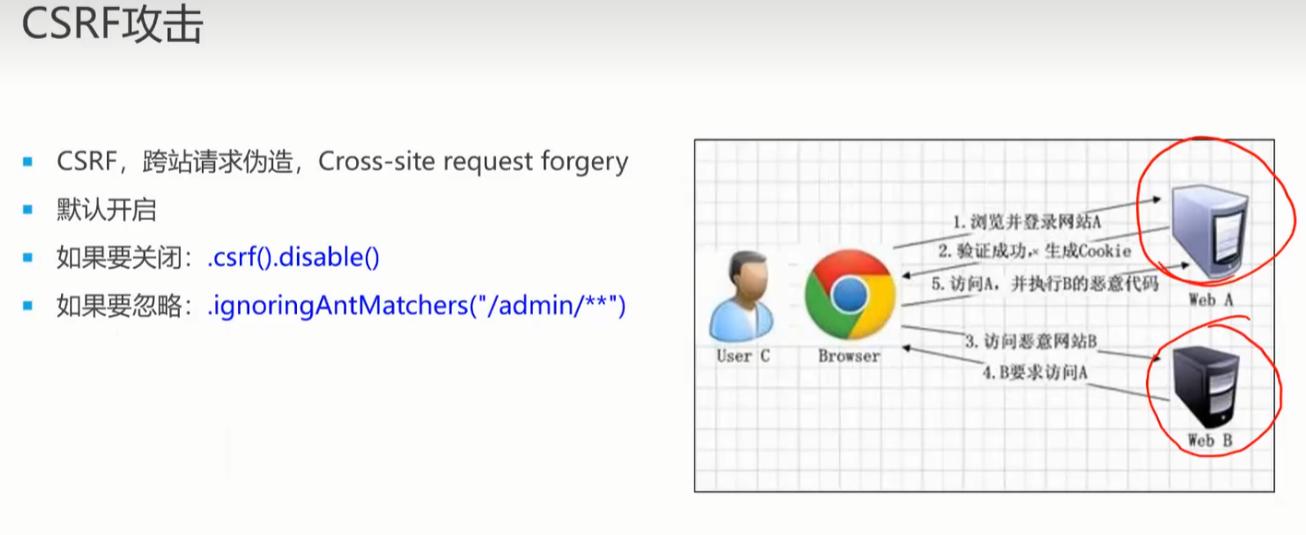 CSRF攻击
CSRF，跨站请求伪造，Cross-site request forgery
默认开启
如果要关闭：.csrf().disable()
如果要忽略：.ignoringAntMatchers("/admin/**")
1. 浏览并登录网站A
2. 验证成功,× 生成Cookie
5. 访问A，并执行B的恶意代码
Web A
User C
Browser
3. 访问恶意网站B
4. B要求访问A
Web B